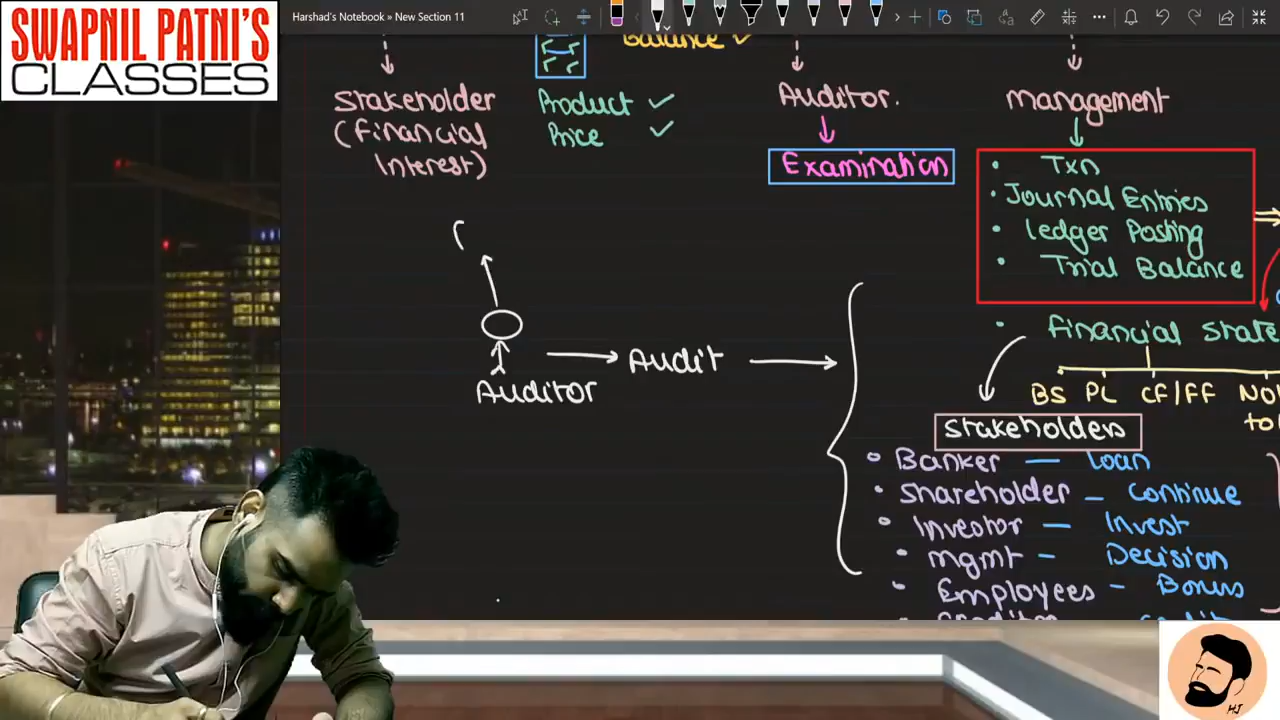 SWAPNIL PATNI'S
CLASSES
Harshad's Notebook » New Section 11
Balance ✓
Stakeholder
(Financial
Interest)
Product ✓
Price ✓
Auditor.
Examination
Management
• Txn
• Journal Entries
• Ledger Posting
• Trial Balance
(
Auditor → Audit →
• Financial State
BS PL CF/FF
Stakeholders
• Banker — Loan
• Shareholder – Continue
• Investor — Invest
• Mgmt – Decision
• Employees – Bonus
HJ